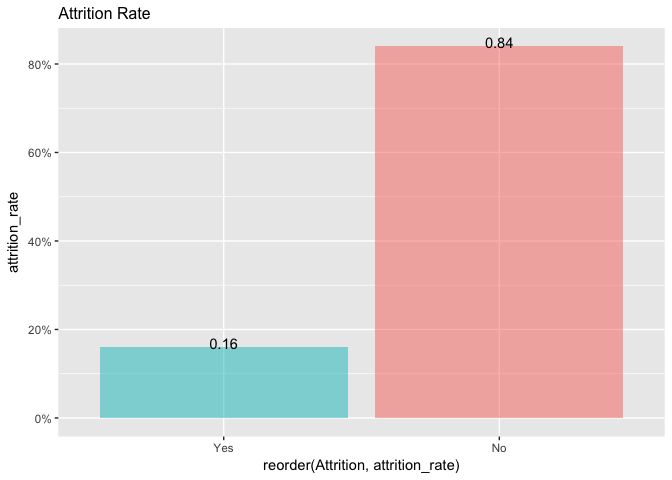 Attrition Rate
0.84
80%
60%
attrition_rate
40%
20%
0.16
0%
Yes
No
reorder(Attrition, attrition_rate)